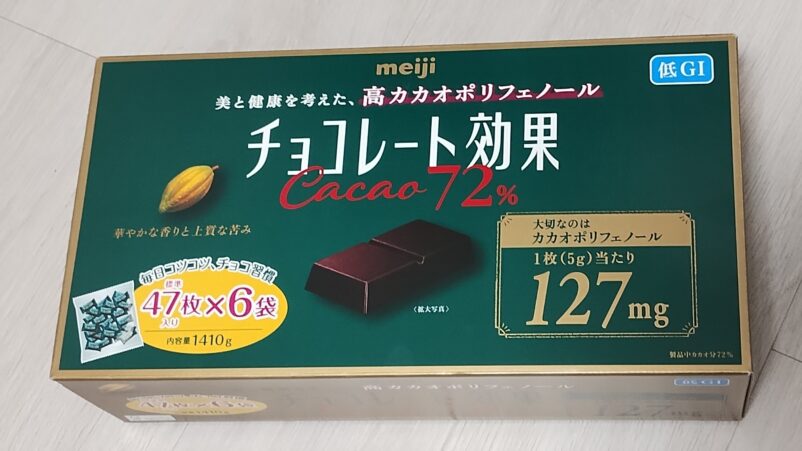 meiji
低GI
美と健康を考えた、高カカオポリフェノール
チョコレート効果
Cacao 72%
華やかな香りと上質な苦み
大切なのは
カカオポリフェノール
1枚(5g)当たり
127mg
毎日コツコツ、チョコ習慣
標準
47枚×6袋
入り
内容量1410g
〈拡大写真〉
製品中カカオ分72%
高カカオポリフェノール
低GI
47枚×6袋
127mg